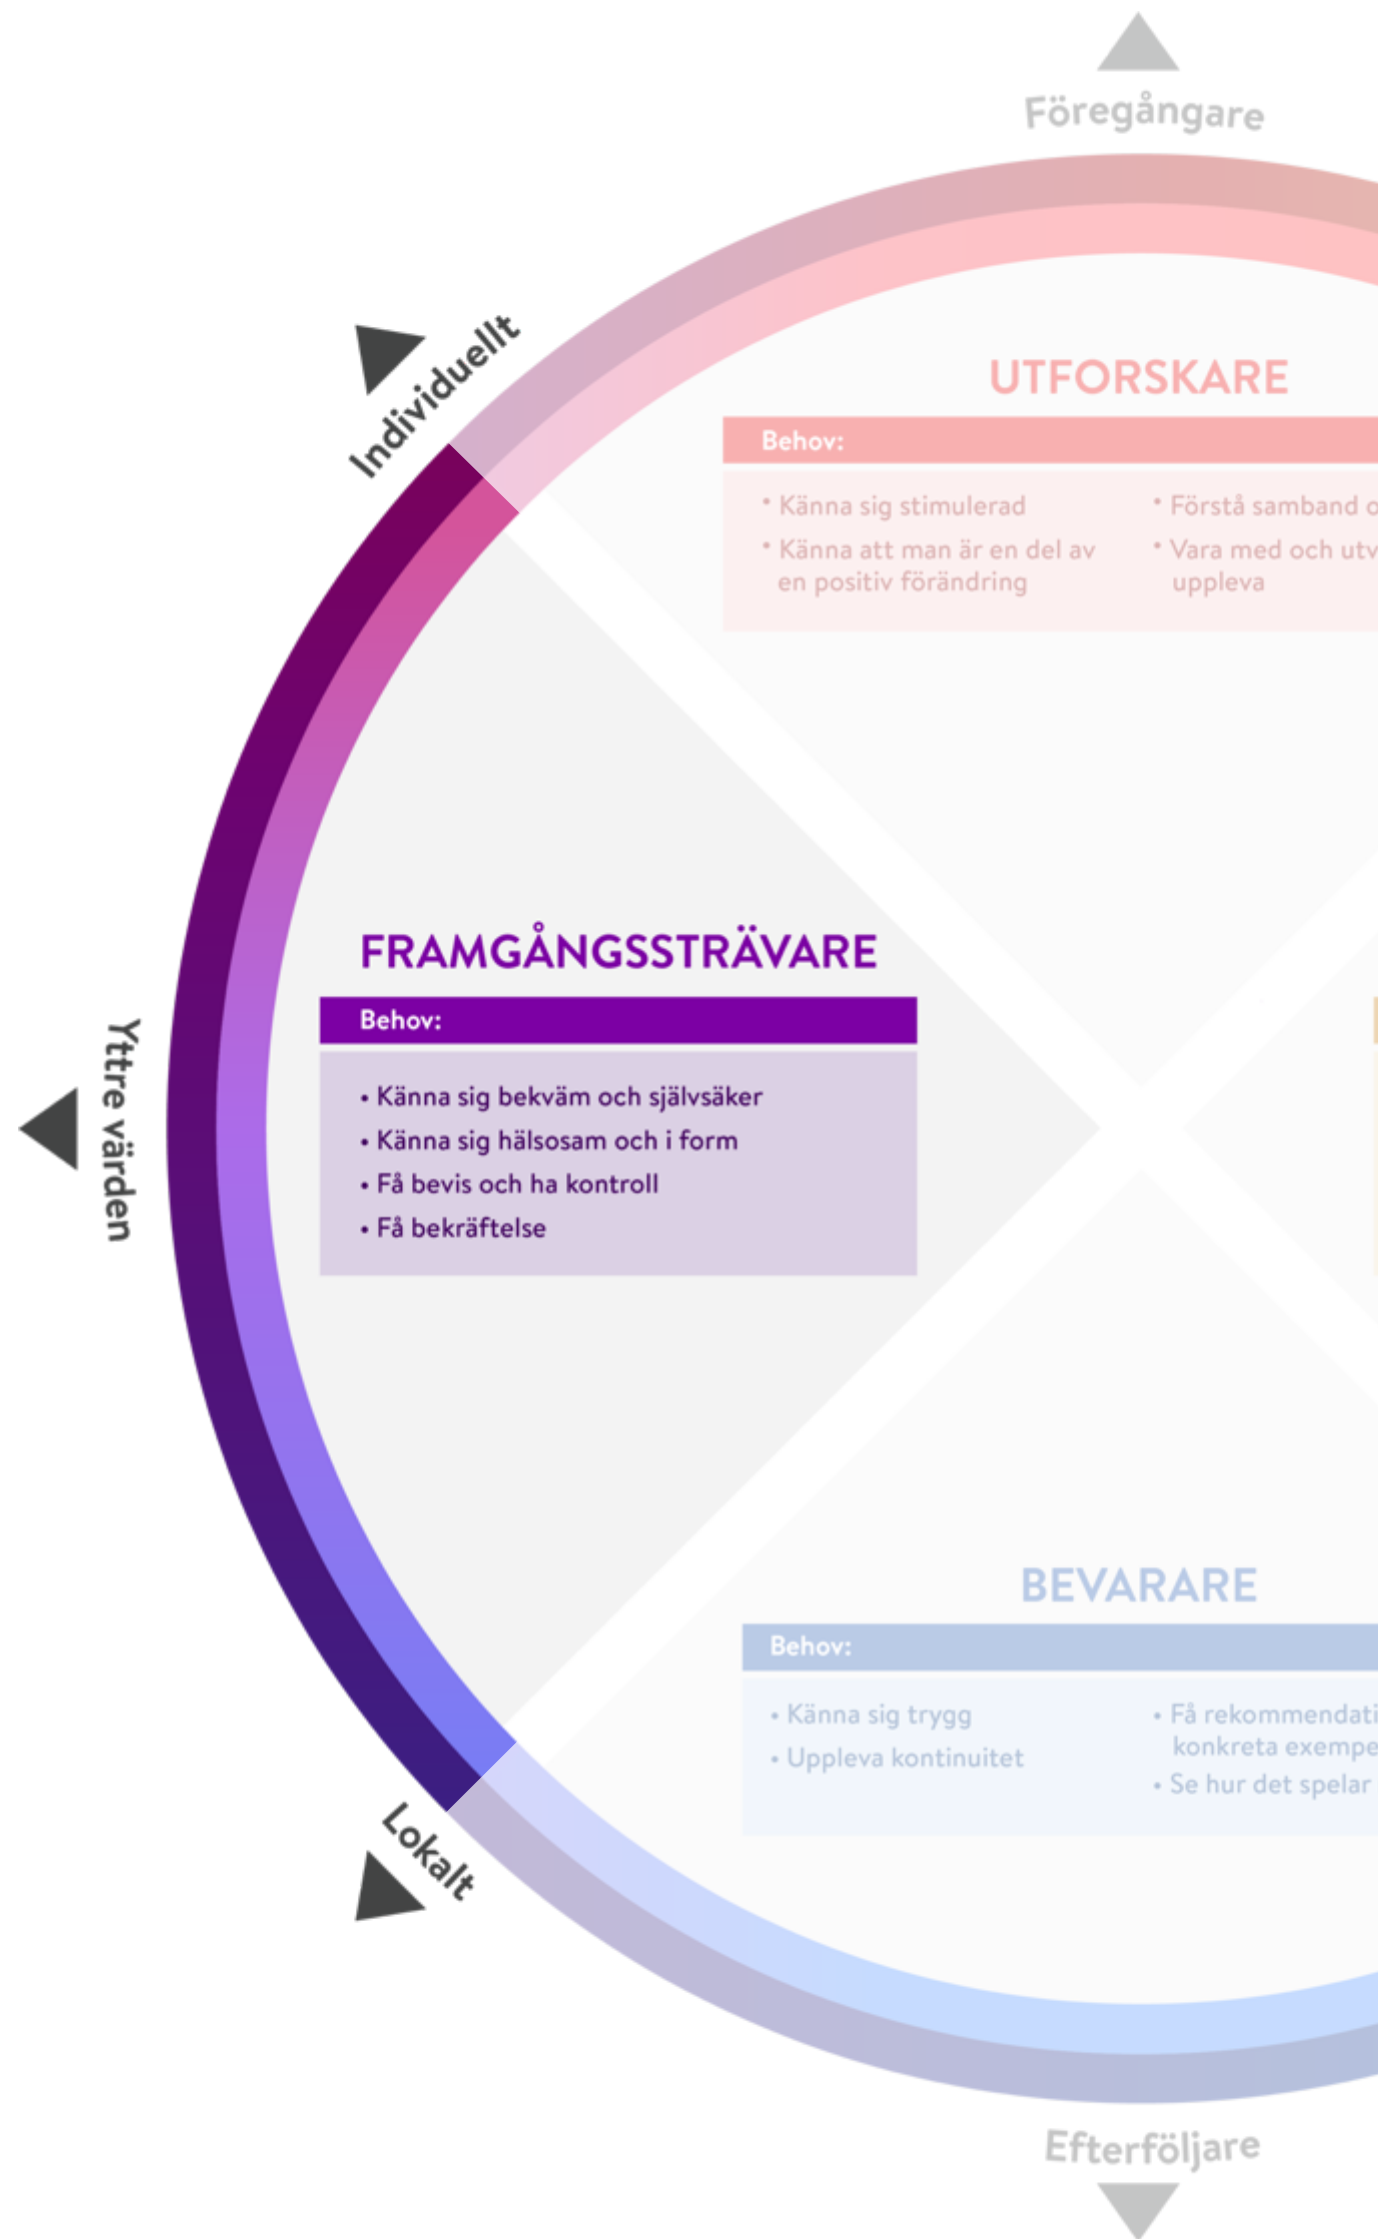 Föregångare
Individuellt
UTFORSKARE
Behov:
• Känna sig stimulerad
• Känna att man är en del av
en positiv förändring
• Förstå samband
• Vara med och
uppleva
FRAMGÅNGSSTRÄVARE
Behov:
• Känna sig bekväm och självsäker
• Känna sig hälsosam och i form
• Få bevis och ha kontroll
• Få bekräftelse
Yttre värden
BEVARARE
Behov:
• Känna sig trygg
• Uppleva kontinuitet
• Få
konkreta
• Se hur det spelar
Lokalt
Efterföljare